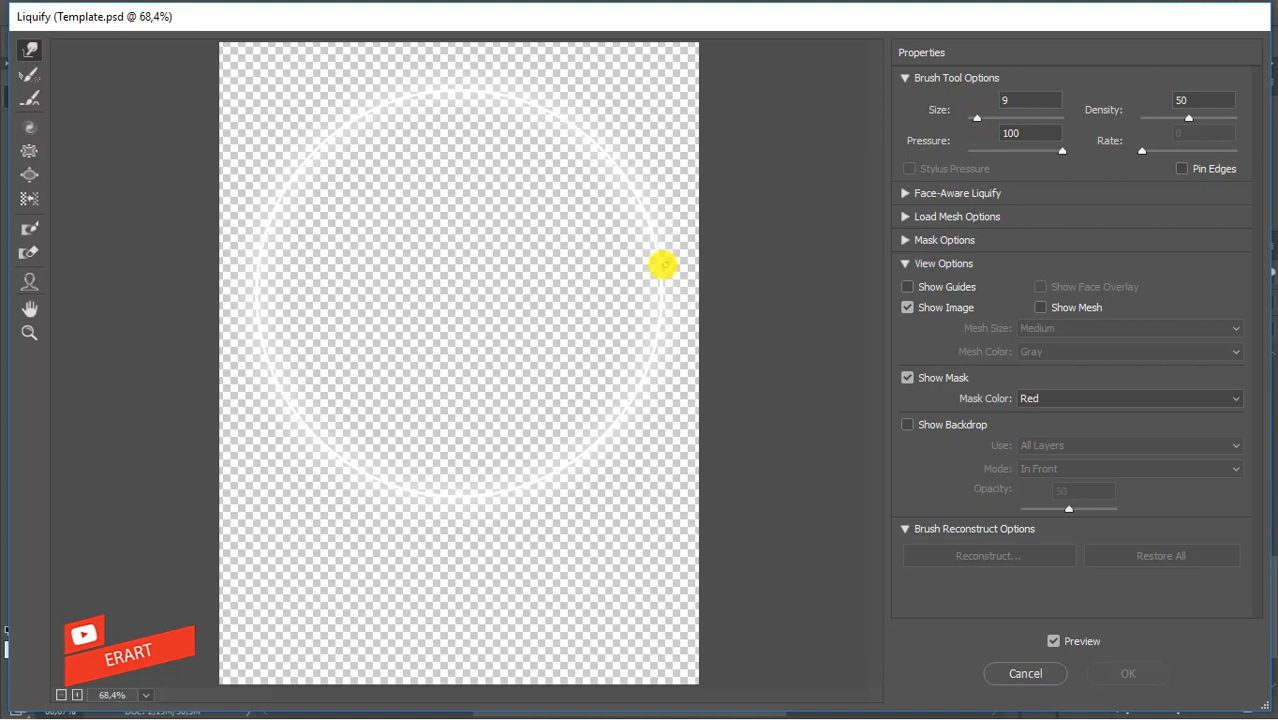 Liquify (Template.psd @ 68,4%)
Properties
Brush Tool Options
Size: 9
Density: 50
Pressure: 100
Rate: 0
Stylus Pressure
Pin Edges
Face-Aware Liquify
Load Mesh Options
Mask Options
View Options
Show Guides
Show Face Overlay
Show Image
Show Mesh
Mesh Size: Medium
Mesh Color: Gray
Show Mask
Mask Color: Red
Show Backdrop
Use: All Layers
Mode: In Front
Opacity: 50
Brush Reconstruct Options
Reconstruct...
Restore All
ERART
Preview
Cancel
OK
68,4%